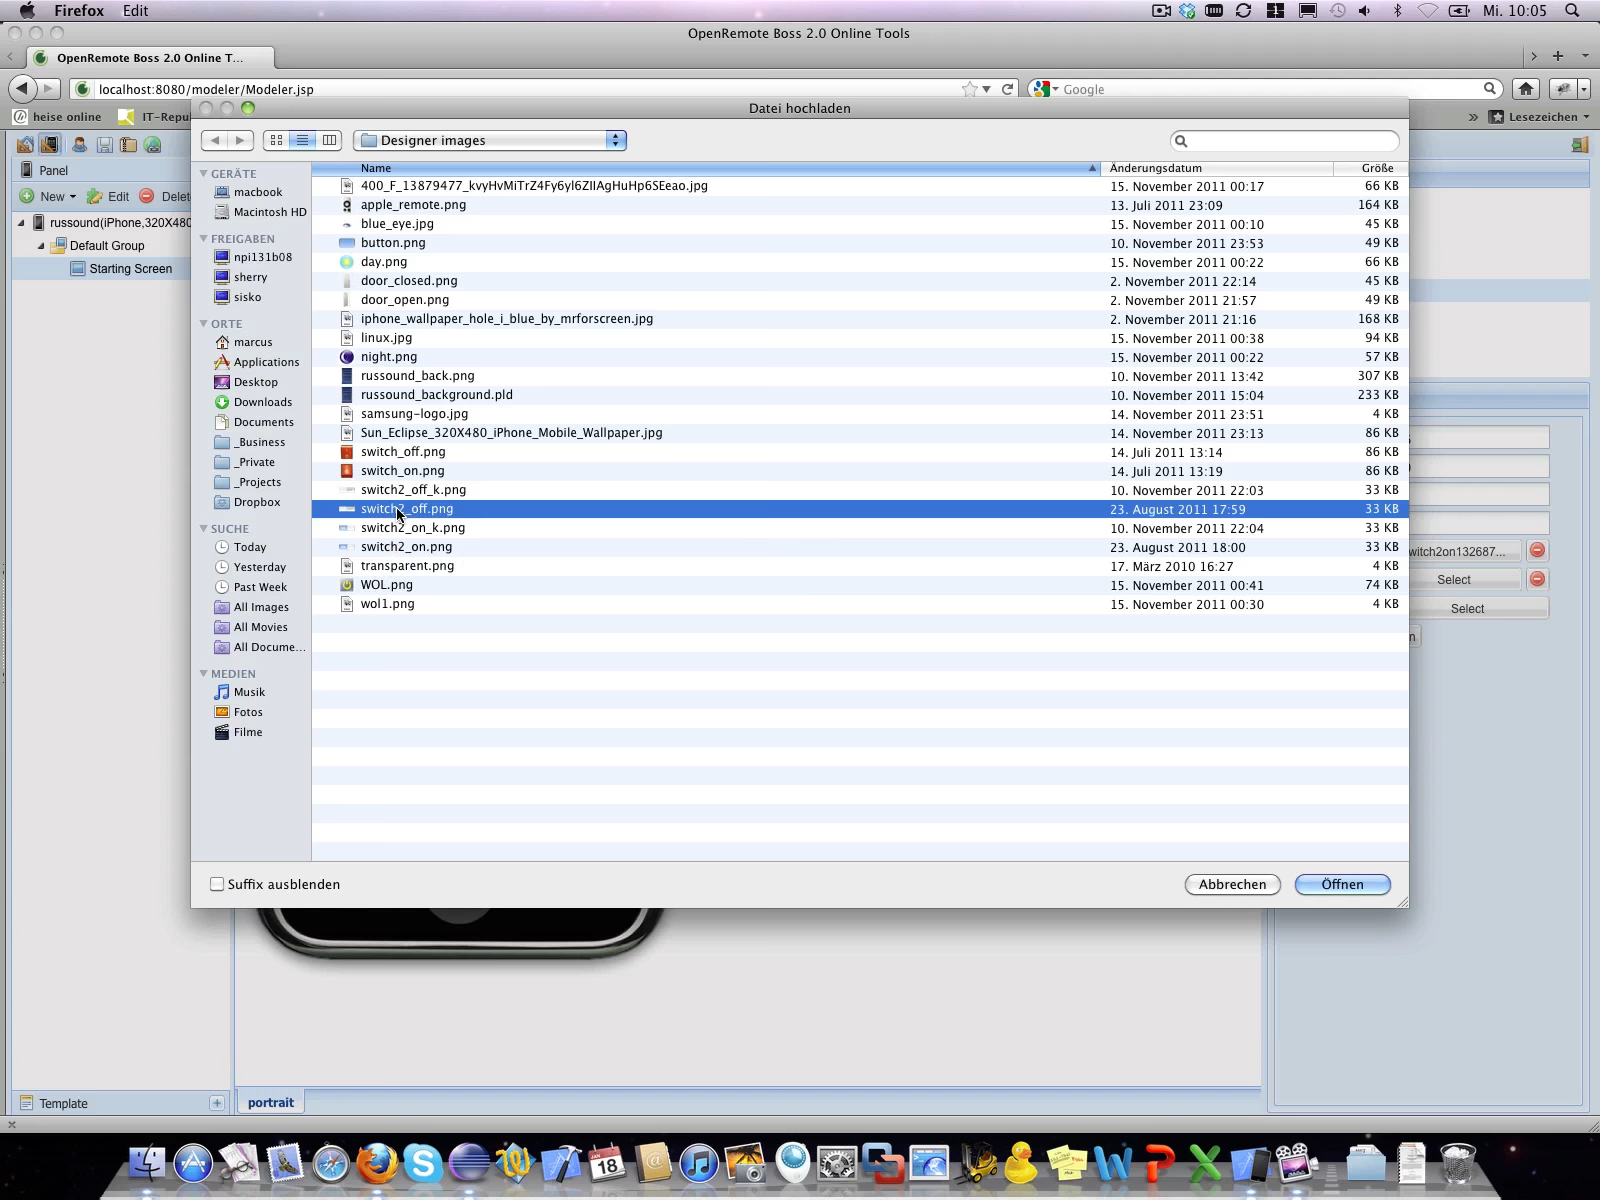 Firefox Edit Mi. 10:05
OpenRemote Boss 2.0 Online Tools
OpenRemote Boss 2.0 Online T...
localhost:8080/modeler/Modeler.jsp Google
heise online IT-Repu Lesezeichen
Datei hochladen
Designer images
Panel
New Edit Delet
russound(iPhone,320X480
Default Group
Starting Screen
GERÄTE
macbook
Macintosh HD
FREIGABEN
npi131b08
sherry
sisko
ORTE
marcus
Applications
Desktop
Downloads
Documents
_Business
_Private
_Projects
Dropbox
SUCHE
Today
Yesterday
Past Week
All Images
All Movies
All Docume...
MEDIEN
Musik
Fotos
Filme
Name Änderungsdatum Größe
15. November 2011 00:17 66 KB
apple_remote.png 13. Juli 2011 23:09 164 KB
blue_eye.jpg 15. November 2011 00:10 45 KB
button.png 10. November 2011 23:53 49 KB
day.png 15. November 2011 00:22 66 KB
door_closed.png 2. November 2011 22:14 45 KB
door_open.png 2. November 2011 21:57 49 KB
iphone_wallpaper_hole_i_blue_by_mrforscreen.jpg 2. November 2011 21:16 168 KB
linux.jpg 15. November 2011 00:38 94 KB
night.png 15. November 2011 00:22 57 KB
russound_back.png 10. November 2011 13:42 307 KB
russound_background.pld 10. November 2011 15:04 233 KB
samsung-logo.jpg 14. November 2011 23:51 4 KB
Sun_Eclipse_320X480_iPhone_Mobile_Wallpaper.jpg 14. November 2011 23:13 86 KB
switch_off.png 14. Juli 2011 13:14 86 KB
switch_on.png 14. Juli 2011 13:19 86 KB
switch2_off_k.png 10. November 2011 22:03 33 KB
switch2_off.png 23. August 2011 17:59 33 KB
switch2_on_k.png 10. November 2011 22:04 33 KB
switch2_on.png 23. August 2011 18:00 33 KB
transparent.png 17. März 2010 16:27 4 KB
WOL.png 15. November 2011 00:41 74 KB
wol1.png 15. November 2011 00:30 4 KB
witch2on132687...
Select
Select
n
Suffix ausblenden Abbrechen Öffnen
Template portrait
JAN
18